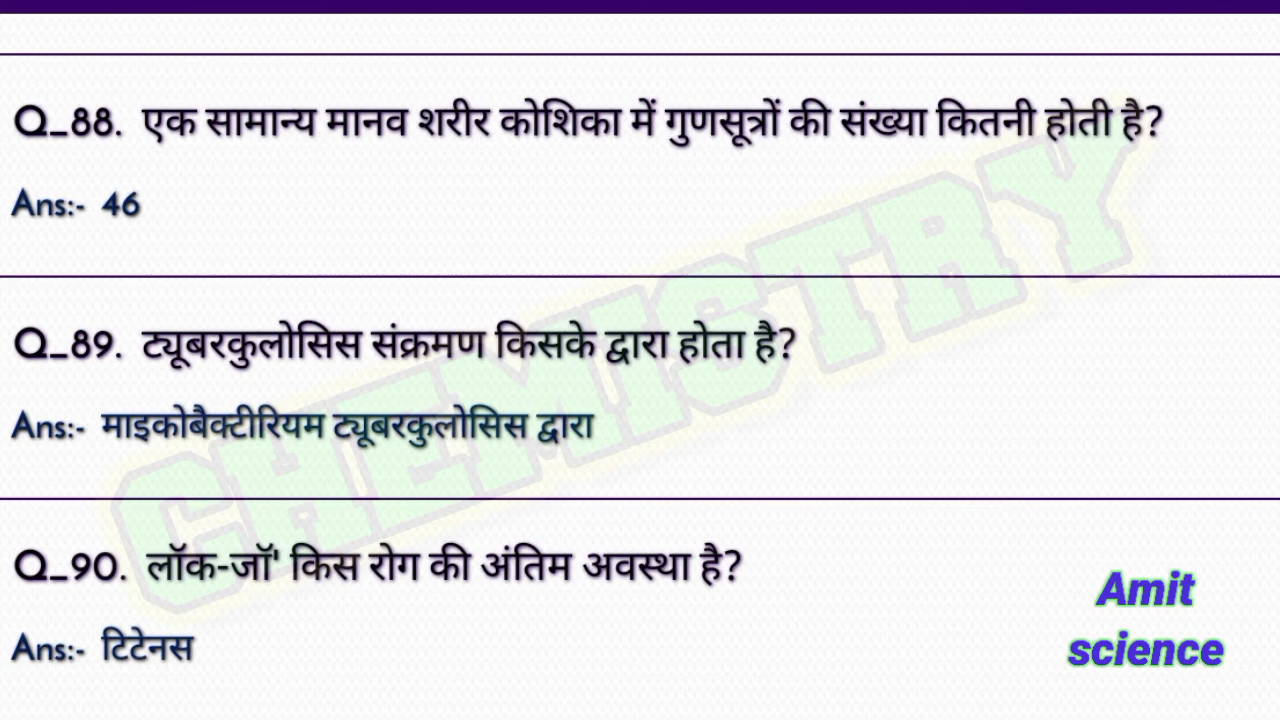 Q_88. एक सामान्य मानव शरीर कोशिका में गुणसूत्रों की संख्या कितनी होती है?
Ans:- 46
Q_89. ट्यूबरकुलोसिस संक्रमण किसके द्वारा होता है?
Ans:- माइकोबैक्टीरियम ट्यूबरकुलोसिस द्वारा
Q_90. लॉक-जॉ' किस रोग की अंतिम अवस्था है?
Ans:- टिटेनस
CHEMISTRY
Amit
science